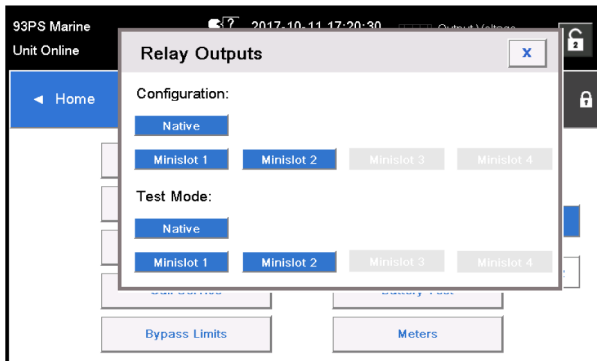 93PS Marine
2017-10-11 17:20:30
Unit Online
2
Relay Outputs
X
◄ Home
Configuration:
Native
Minislot 1 Minislot 2 Minislot 3 Minislot 4
Test Mode:
Native
Minislot 1 Minislot 2 Minislot 3 Minislot 4
Bypass Limits Meters